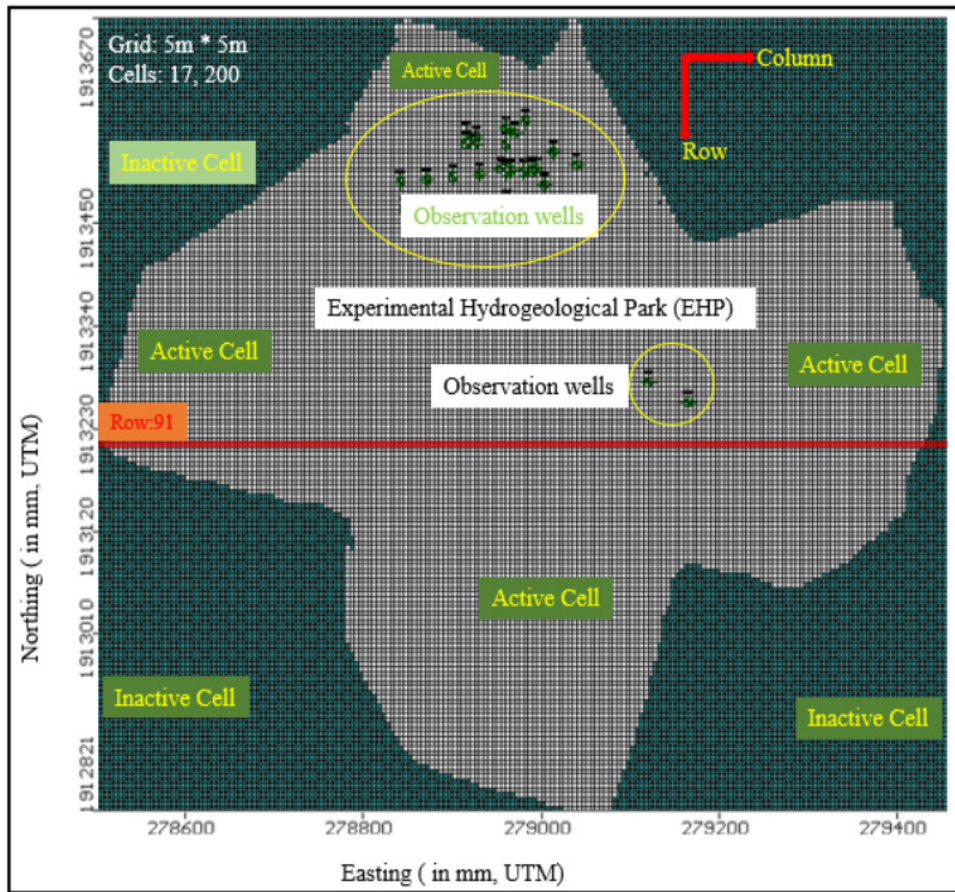 Grid: 5m * 5m
Cells: 17, 200
Active Cell
Column
Row
Inactive Cell
Observation wells
Experimental Hydrogeological Park (EHP)
Active Cell
Active Cell
Observation wells
Row:91
Active Cell
Inactive Cell
Inactive Cell
Northing ( in mm, UTM)
1913670
1913450
1913340
1913230
1913120
1913010
1912821
278600
278800
279000
279200
279400
Easting ( in mm, UTM)